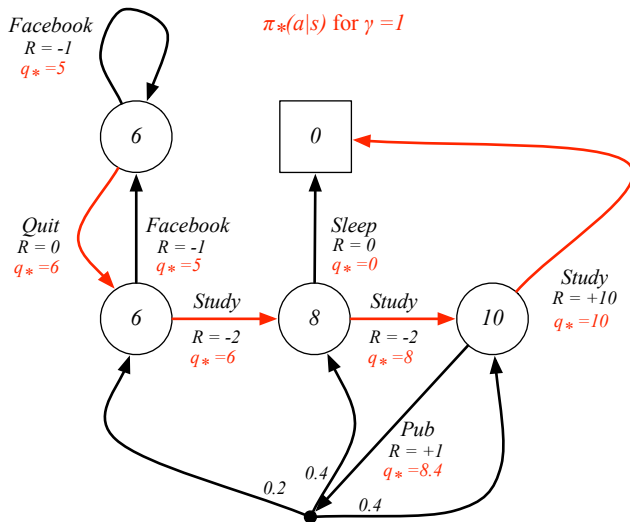 Facebook
R = -1
q* =5
π*(a|s) for γ =1
6
0
Quit
R = 0
q* =6
Facebook
R = -1
q* =5
Sleep
R = 0
q* =0
Study
R = +10
q* =10
6
Study
R = -2
q* =6
8
Study
R = -2
q* =8
10
Pub
R = +1
q* =8.4
0.2
0.4
0.4